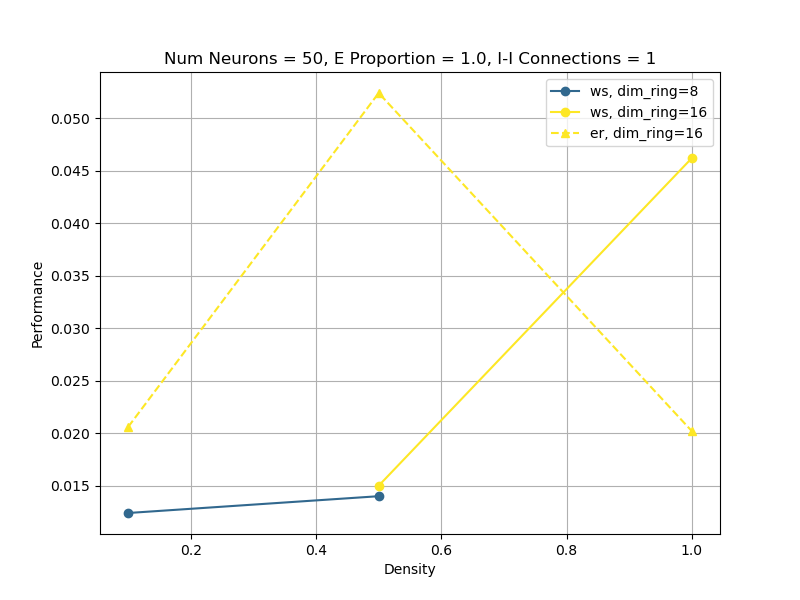 Num Neurons = 50, E Proportion = 1.0, I-I Connections = 1
ws, dim_ring=8
ws, dim_ring=16
er, dim_ring=16
0.050
0.045
0.040
0.035
0.030
0.025
0.020
0.015
Performance
0.2 0.4 0.6 0.8 1.0
Density